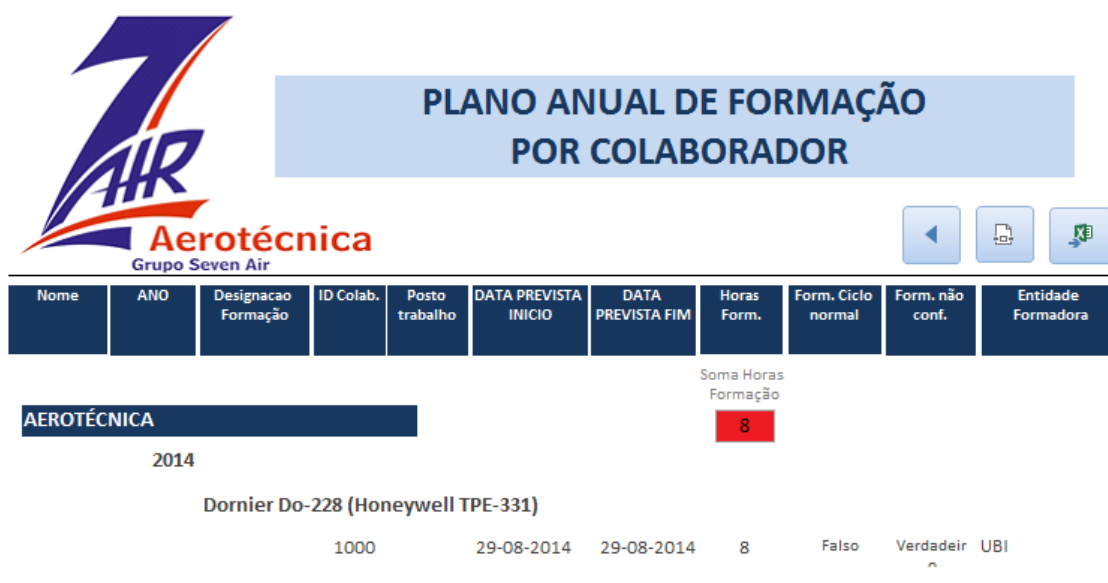 7
AIR
Aerotécnica
Grupo Seven Air
PLANO ANUAL DE FORMAÇÃO
POR COLABORADOR
Nome ANO Designacao Formação ID Colab. Posto trabalho DATA PREVISTA INICIO DATA PREVISTA FIM Horas Form. Form. Ciclo normal Form. não conf. Entidade Formadora
Soma Horas
Formação
AEROTÉCNICA 8
2014
Dornier Do-228 (Honeywell TPE-331)
1000 29-08-2014 29-08-2014 8 Falso Verdadeir UBI
o